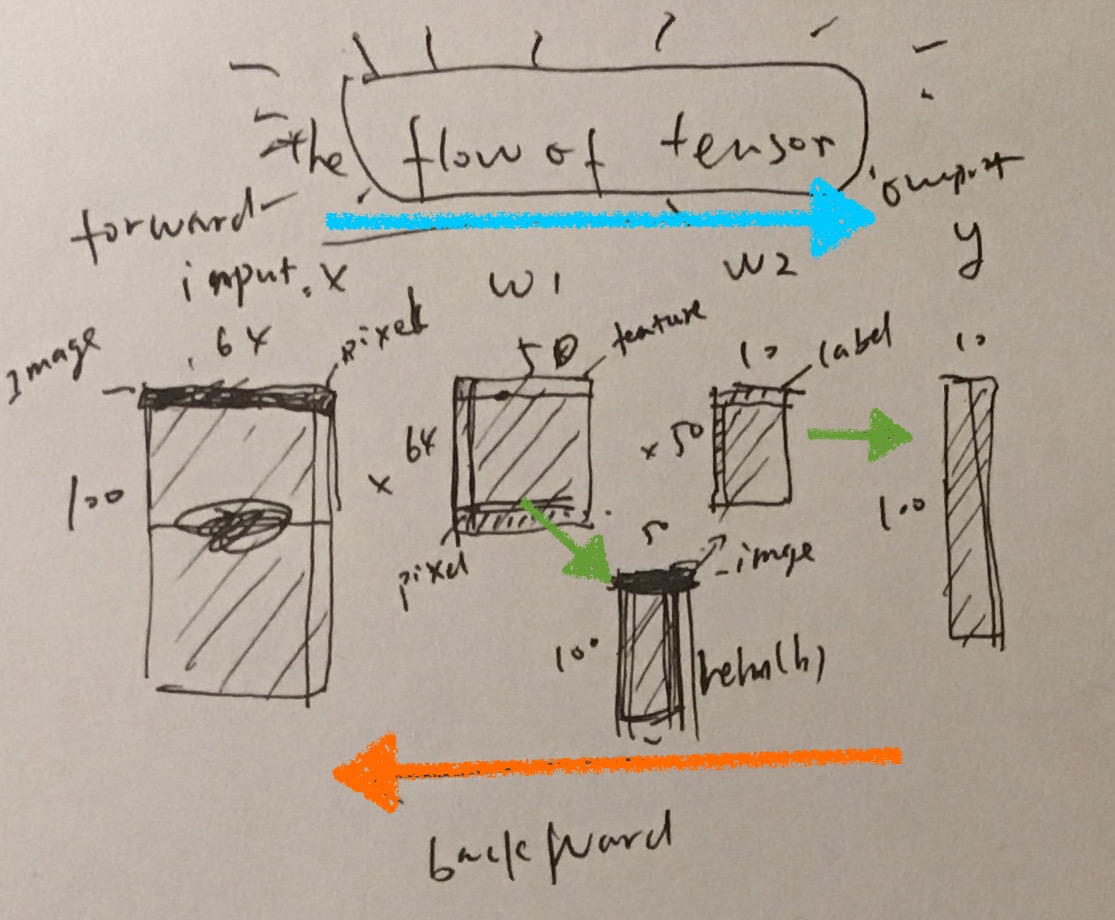 the flow of tensor
forward
output
y
input. x
W1
W2
Image
64
pixel
50
feature
10
label
10
100
x
64
x 50
100
pixel
50
image
100
relu(h)
backward